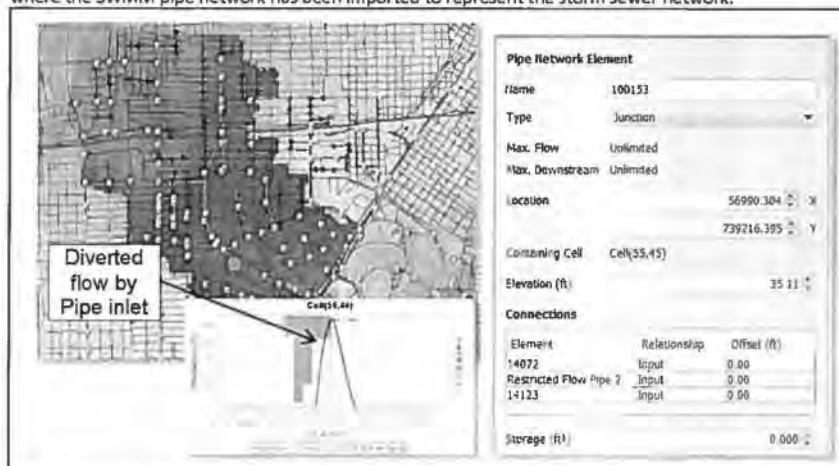 where the SWMM pipe network has been imported to represent the storm sewer network.
Diverted
flow by
Pipe inlet
Pipe Network Element
Name 100153
Type Junction
Max. Flow Unlimited
Max. Downstream Unlimited
Location 56990.304 X
739216.395 Y
Containing Cell Cell(55,45)
Elevation (ft) 35.11
Connections
Element Relationship Offset (ft)
14072 Input 0.00
Restricted Flow Pipe 2 Input 0.00
14123 Input 0.00
Storage (ft³) 0.000